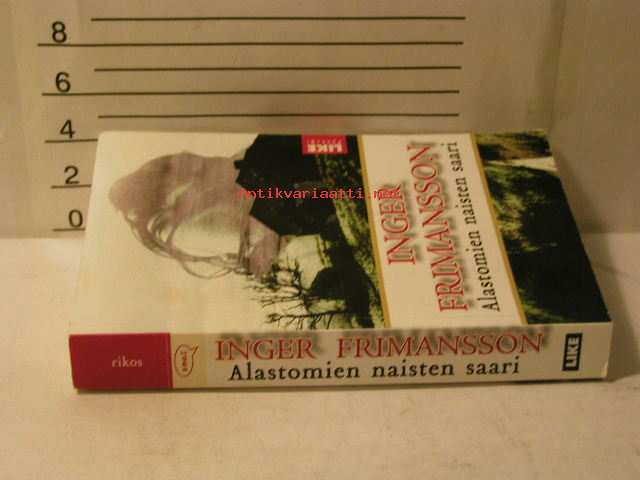 8
6
4
2
0
LIKE
antikvariaatti.net
INGER
FRIMANSSON
Alastomien naisten saari
rikos
INGER FRIMANSSON
Alastomien naisten saari
LIKE